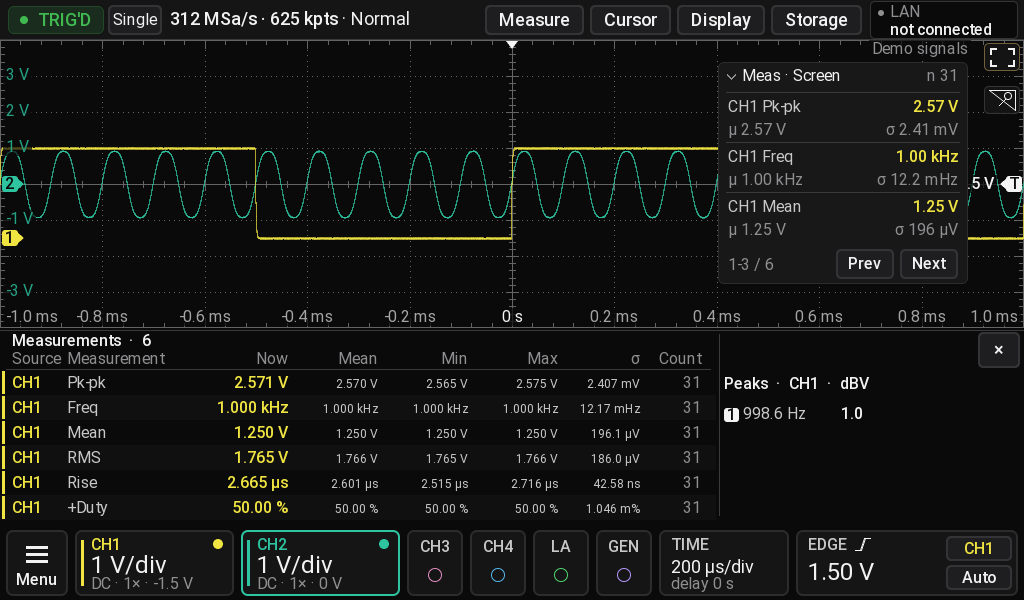 TRIG'D Single 312 MSa/s · 625 kpts · Normal Measure Cursor Display Storage LAN
not connected
Demo signals
3 V
2 V
1 V
-1 V
-3 V
2
1
.5 V T
-1.0 ms -0.8 ms -0.6 ms -0.4 ms -0.2 ms 0 s 0.2 ms 0.4 ms 0.6 ms 0.8 ms 1.0 ms
Meas · Screen n 31
CH1 Pk-pk 2.57 V
μ 2.57 V σ 2.41 mV
CH1 Freq 1.00 kHz
μ 1.00 kHz σ 12.2 mHz
CH1 Mean 1.25 V
μ 1.25 V σ 196 μV
1-3 / 6 Prev Next
Measurements · 6 ×
Source Measurement Now Mean Min Max σ Count
CH1 Pk-pk 2.571 V 2.570 V 2.565 V 2.575 V 2.407 mV 31
CH1 Freq 1.000 kHz 1.000 kHz 1.000 kHz 1.000 kHz 12.17 mHz 31
CH1 Mean 1.250 V 1.250 V 1.250 V 1.250 V 196.1 μV 31
CH1 RMS 1.765 V 1.766 V 1.765 V 1.766 V 186.0 μV 31
CH1 Rise 2.665 μs 2.601 μs 2.515 μs 2.716 μs 42.58 ns 31
CH1 +Duty 50.00 % 50.00 % 50.00 % 50.00 % 1.046 m% 31
Peaks · CH1 · dBV
1 998.6 Hz 1.0
Menu
CH1
1 V/div
DC · 1× · -1.5 V
CH2
1 V/div
DC · 1× · 0 V
CH3
CH4
LA
GEN
TIME
200 μs/div
delay 0 s
EDGE
1.50 V
CH1
Auto